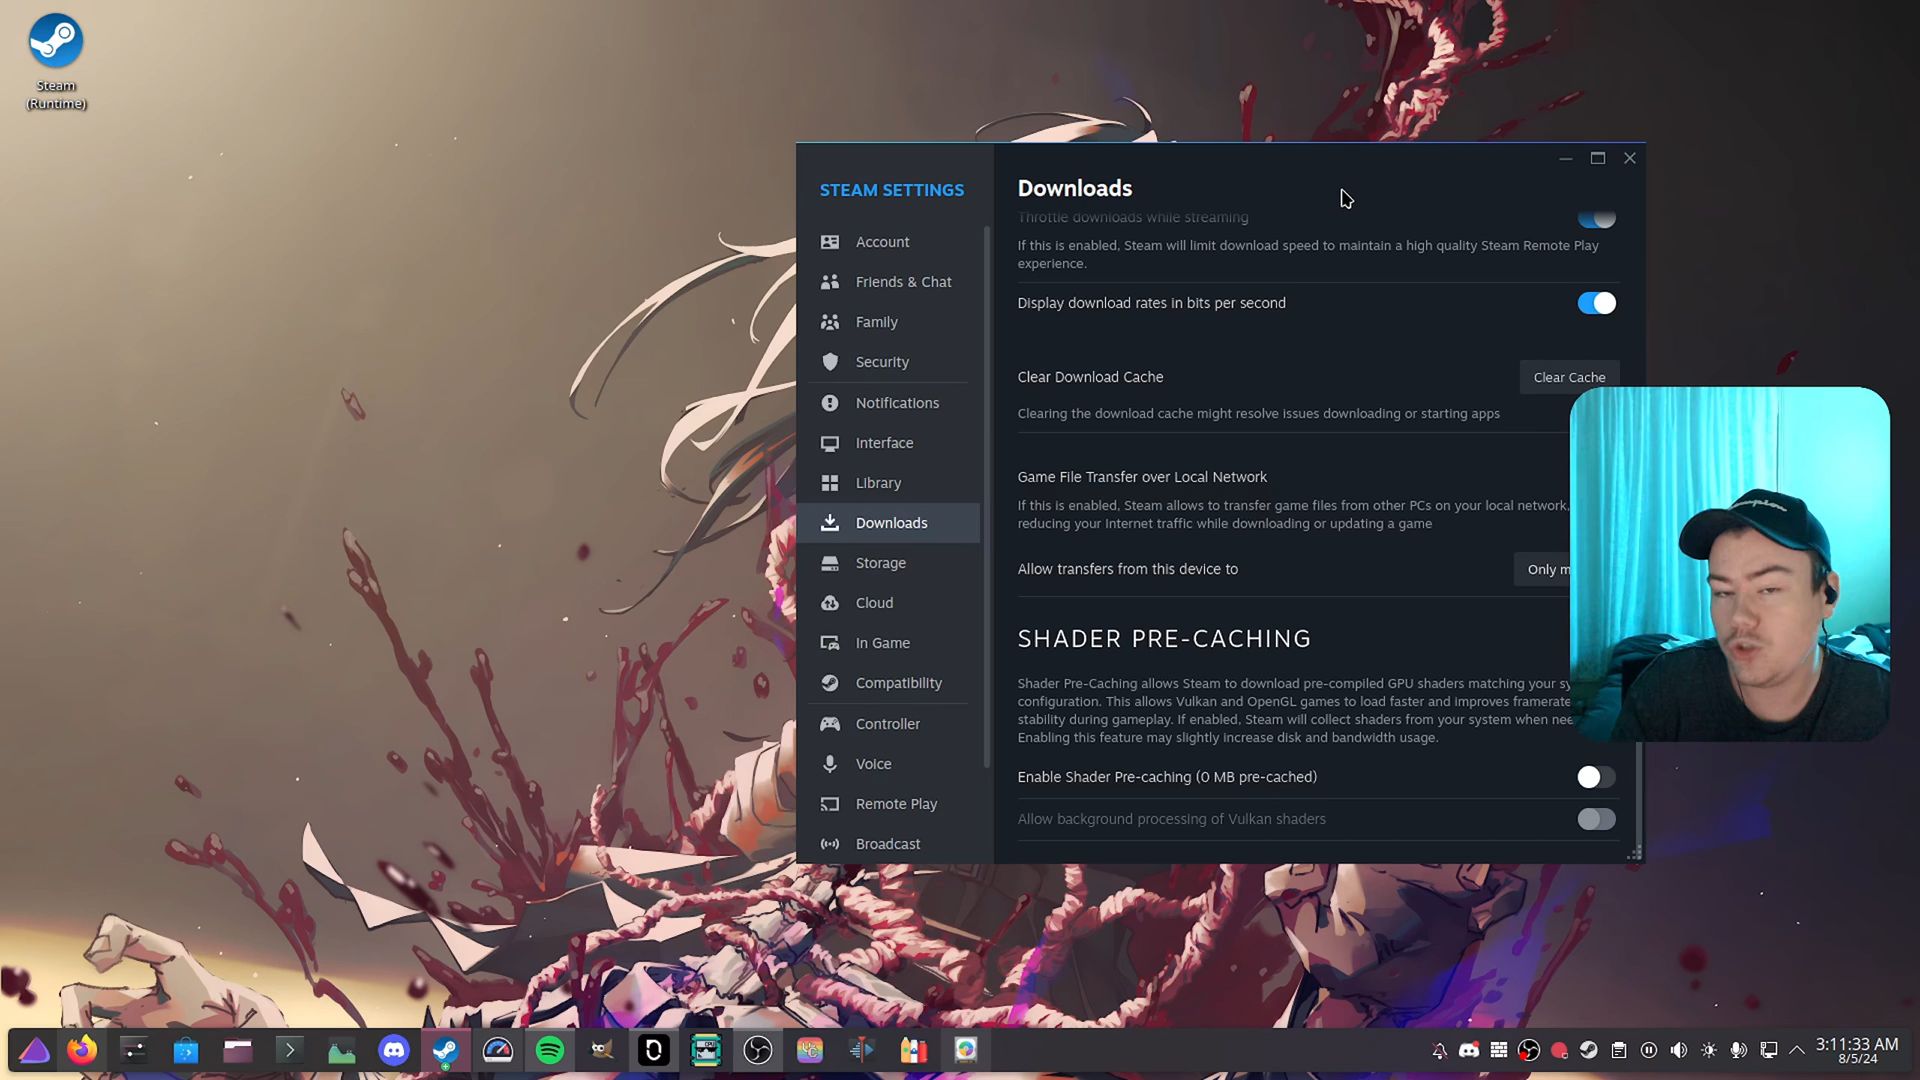 Steam
(Runtime)
STEAM SETTINGS
Account
Friends & Chat
Family
Security
Notifications
Interface
Library
Downloads
Storage
Cloud
In Game
Compatibility
Controller
Voice
Remote Play
Broadcast
Downloads
Throttle downloads while streaming
If this is enabled, Steam will limit download speed to maintain a high quality Steam Remote Play
experience.
Display download rates in bits per second
Clear Download Cache
Clear Cache
Clearing the download cache might resolve issues downloading or starting apps
Game File Transfer over Local Network
If this is enabled, Steam allows to transfer game files from other PCs on your local network,
reducing your Internet traffic while downloading or updating a game
Allow transfers from this device to
Only m
SHADER PRE-CACHING
Shader Pre-Caching allows Steam to download pre-compiled GPU shaders matching your sy
configuration. This allows Vulkan and OpenGL games to load faster and improves framerate
stability during gameplay. If enabled, Steam will collect shaders from your system when nee
Enabling this feature may slightly increase disk and bandwidth usage.
Enable Shader Pre-caching (0 MB pre-cached)
Allow background processing of Vulkan shaders
Champion
3:11:33 AM
8/5/24